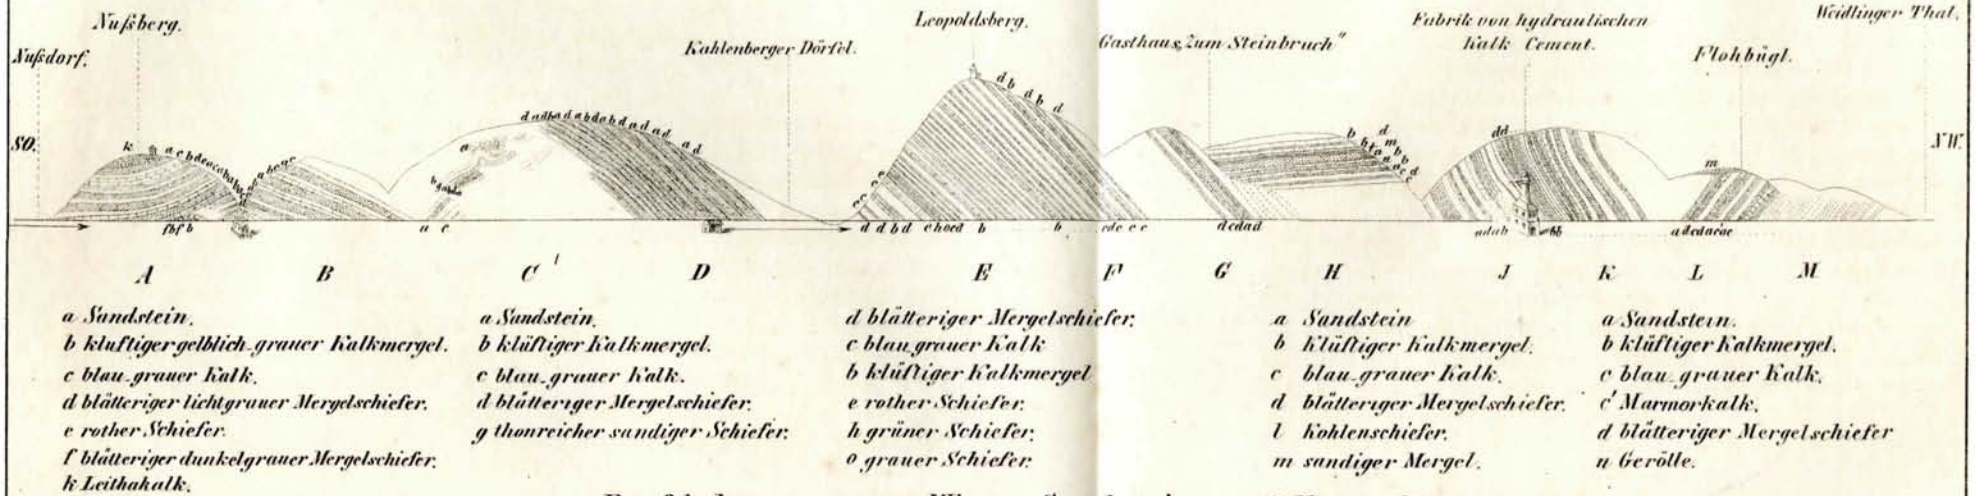 Nußberg.
Leopoldsberg.
Fabrik von hydraulischen
Kalk Cement.
Weidlinger Thal.
Nußdorf.
Kahlenberger Dörfel.
Gasthaus „Zum Steinbruch"
Flohbügl.
SO.
NW.
A B C D E F G H J K L M
a Sandstein.
b kluftiger gelblich-grauer Kalkmergel.
c blau-grauer Kalk.
d blätteriger lichtgrauer Mergelschiefer.
e rother Schiefer.
f blätteriger dunkelgrauer Mergelschiefer.
k Leithakalk.
a Sandstein.
b klüftiger Kalkmergel.
c blau-grauer Kalk.
d blätteriger Mergelschiefer.
g thonreicher sandiger Schiefer.
d blätteriger Mergelschiefer.
c blau grauer Kalk
b klüftiger Kalkmergel
e rother Schiefer.
h grüner Schiefer.
o grauer Schiefer.
a Sandstein
b Klüftiger Kalkmergel.
c blau-grauer Kalk.
d blätteriger Mergelschiefer.
l Kohlenschiefer.
m sandiger Mergel.
a Sandstein.
b klüftiger Kalkmergel.
c blau grauer Kalk.
c' Marmorkalk.
d blätteriger Mergelschiefer
n Gerölle.